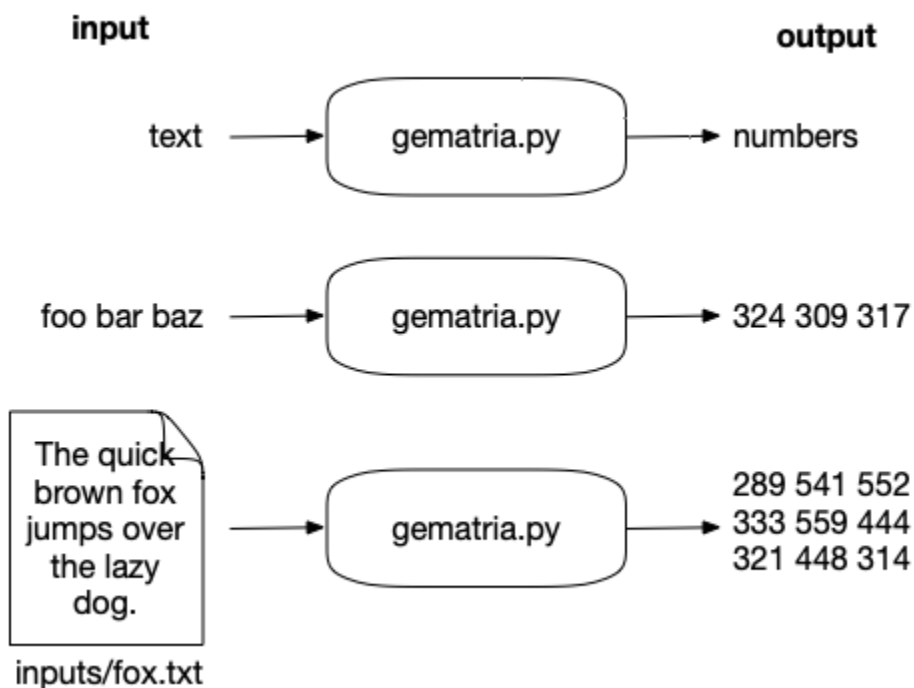 input
output
text
gematria.py
numbers
foo bar baz
gematria.py
324 309 317
The quick
brown fox
jumps over
the lazy
dog.
gematria.py
289 541 552
333 559 444
321 448 314
inputs/fox.txt